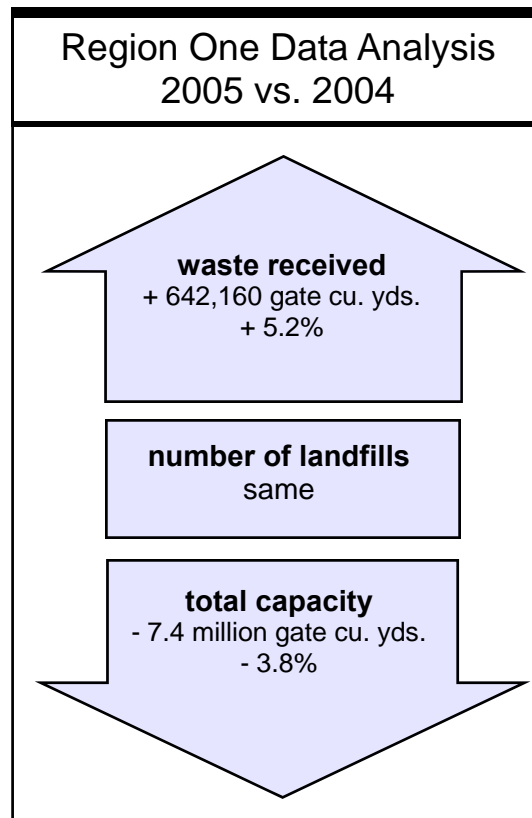 Region One Data Analysis
2005 vs. 2004
waste received
+ 642,160 gate cu. yds.
+ 5.2%
number of landfills
same
total capacity
- 7.4 million gate cu. yds.
- 3.8%